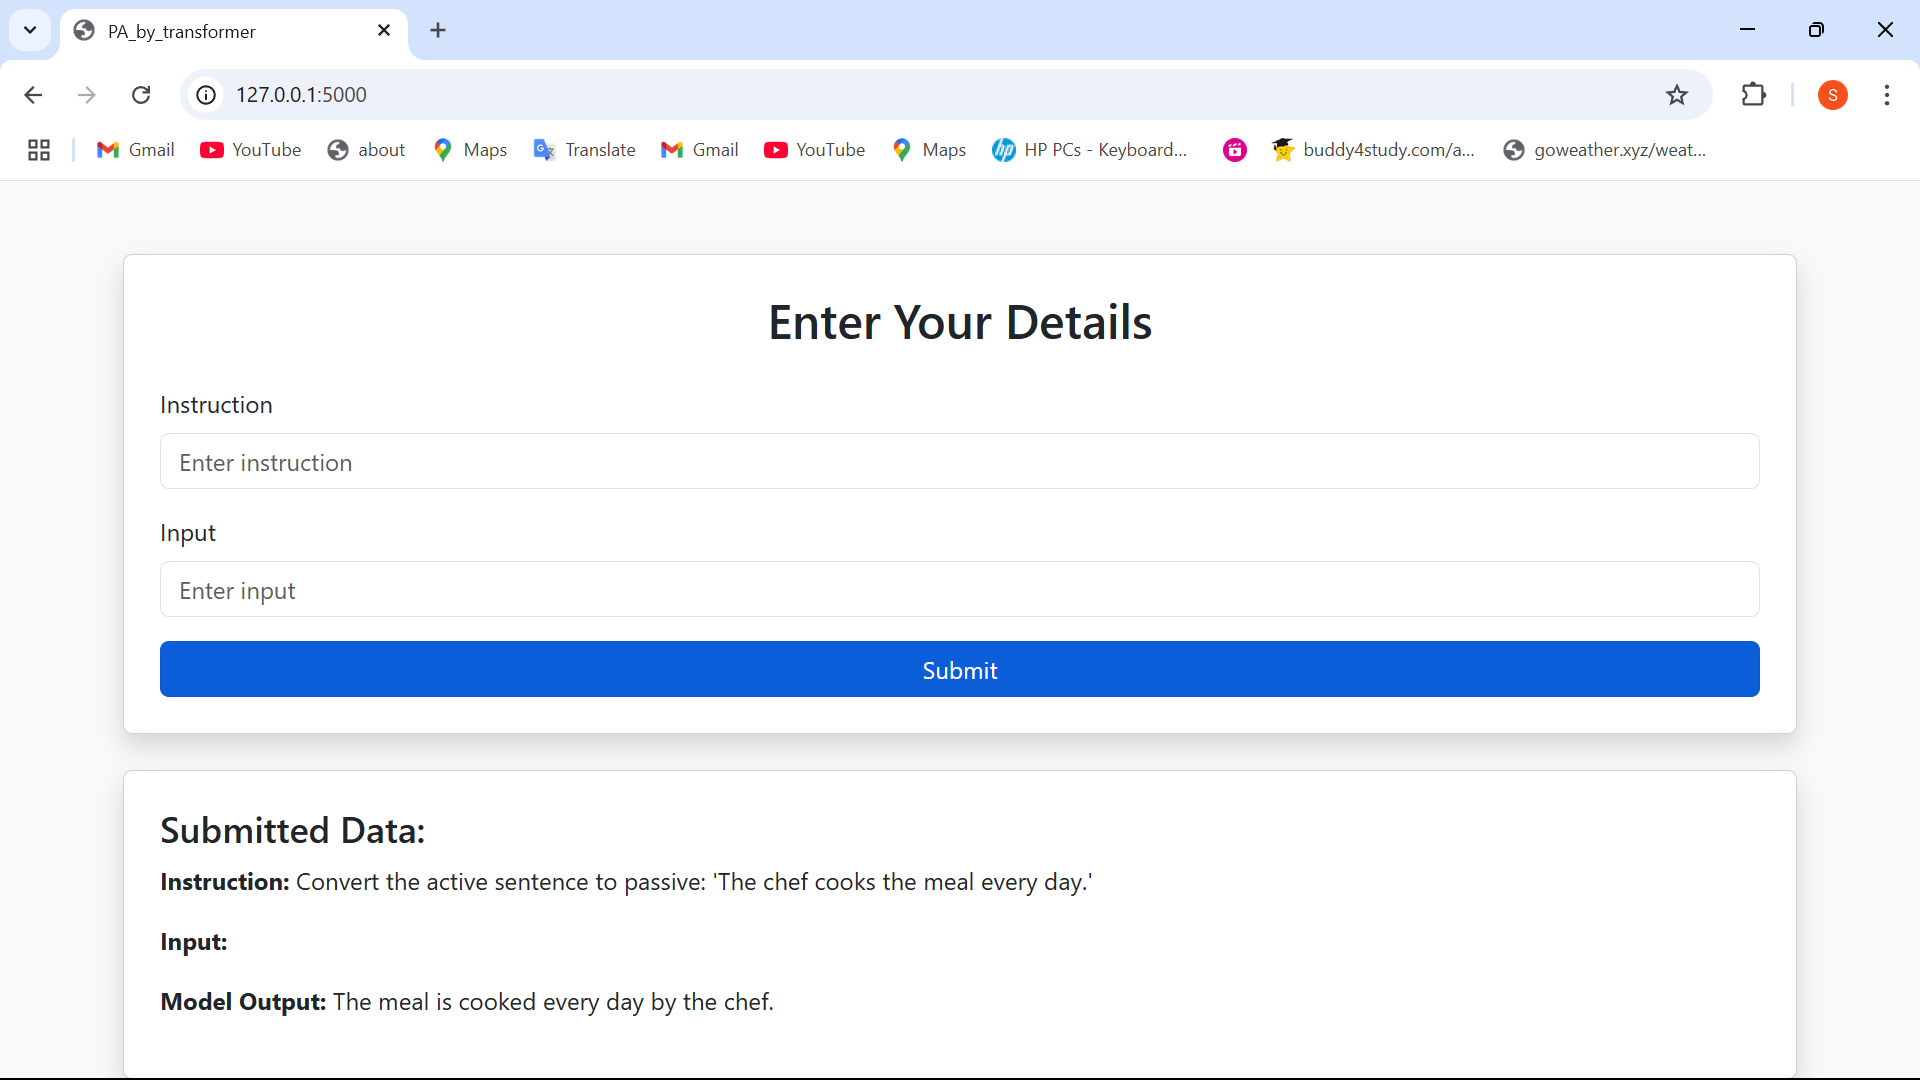 PA_by_transformer
127.0.0.1:5000
S
Gmail YouTube about Maps Translate Gmail YouTube Maps HP PCs - Keyboard... buddy4study.com/a... goweather.xyz/weat...
Enter Your Details
Instruction
Enter instruction
Input
Enter input
Submit
Submitted Data:
Instruction: Convert the active sentence to passive: 'The chef cooks the meal every day.'
Input:
Model Output: The meal is cooked every day by the chef.